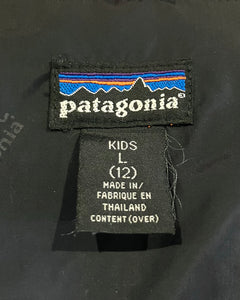 patagonia®
KIDS
L
(12)
MADE IN/
FABRIQUE EN
THAILAND
CONTENT (OVER)